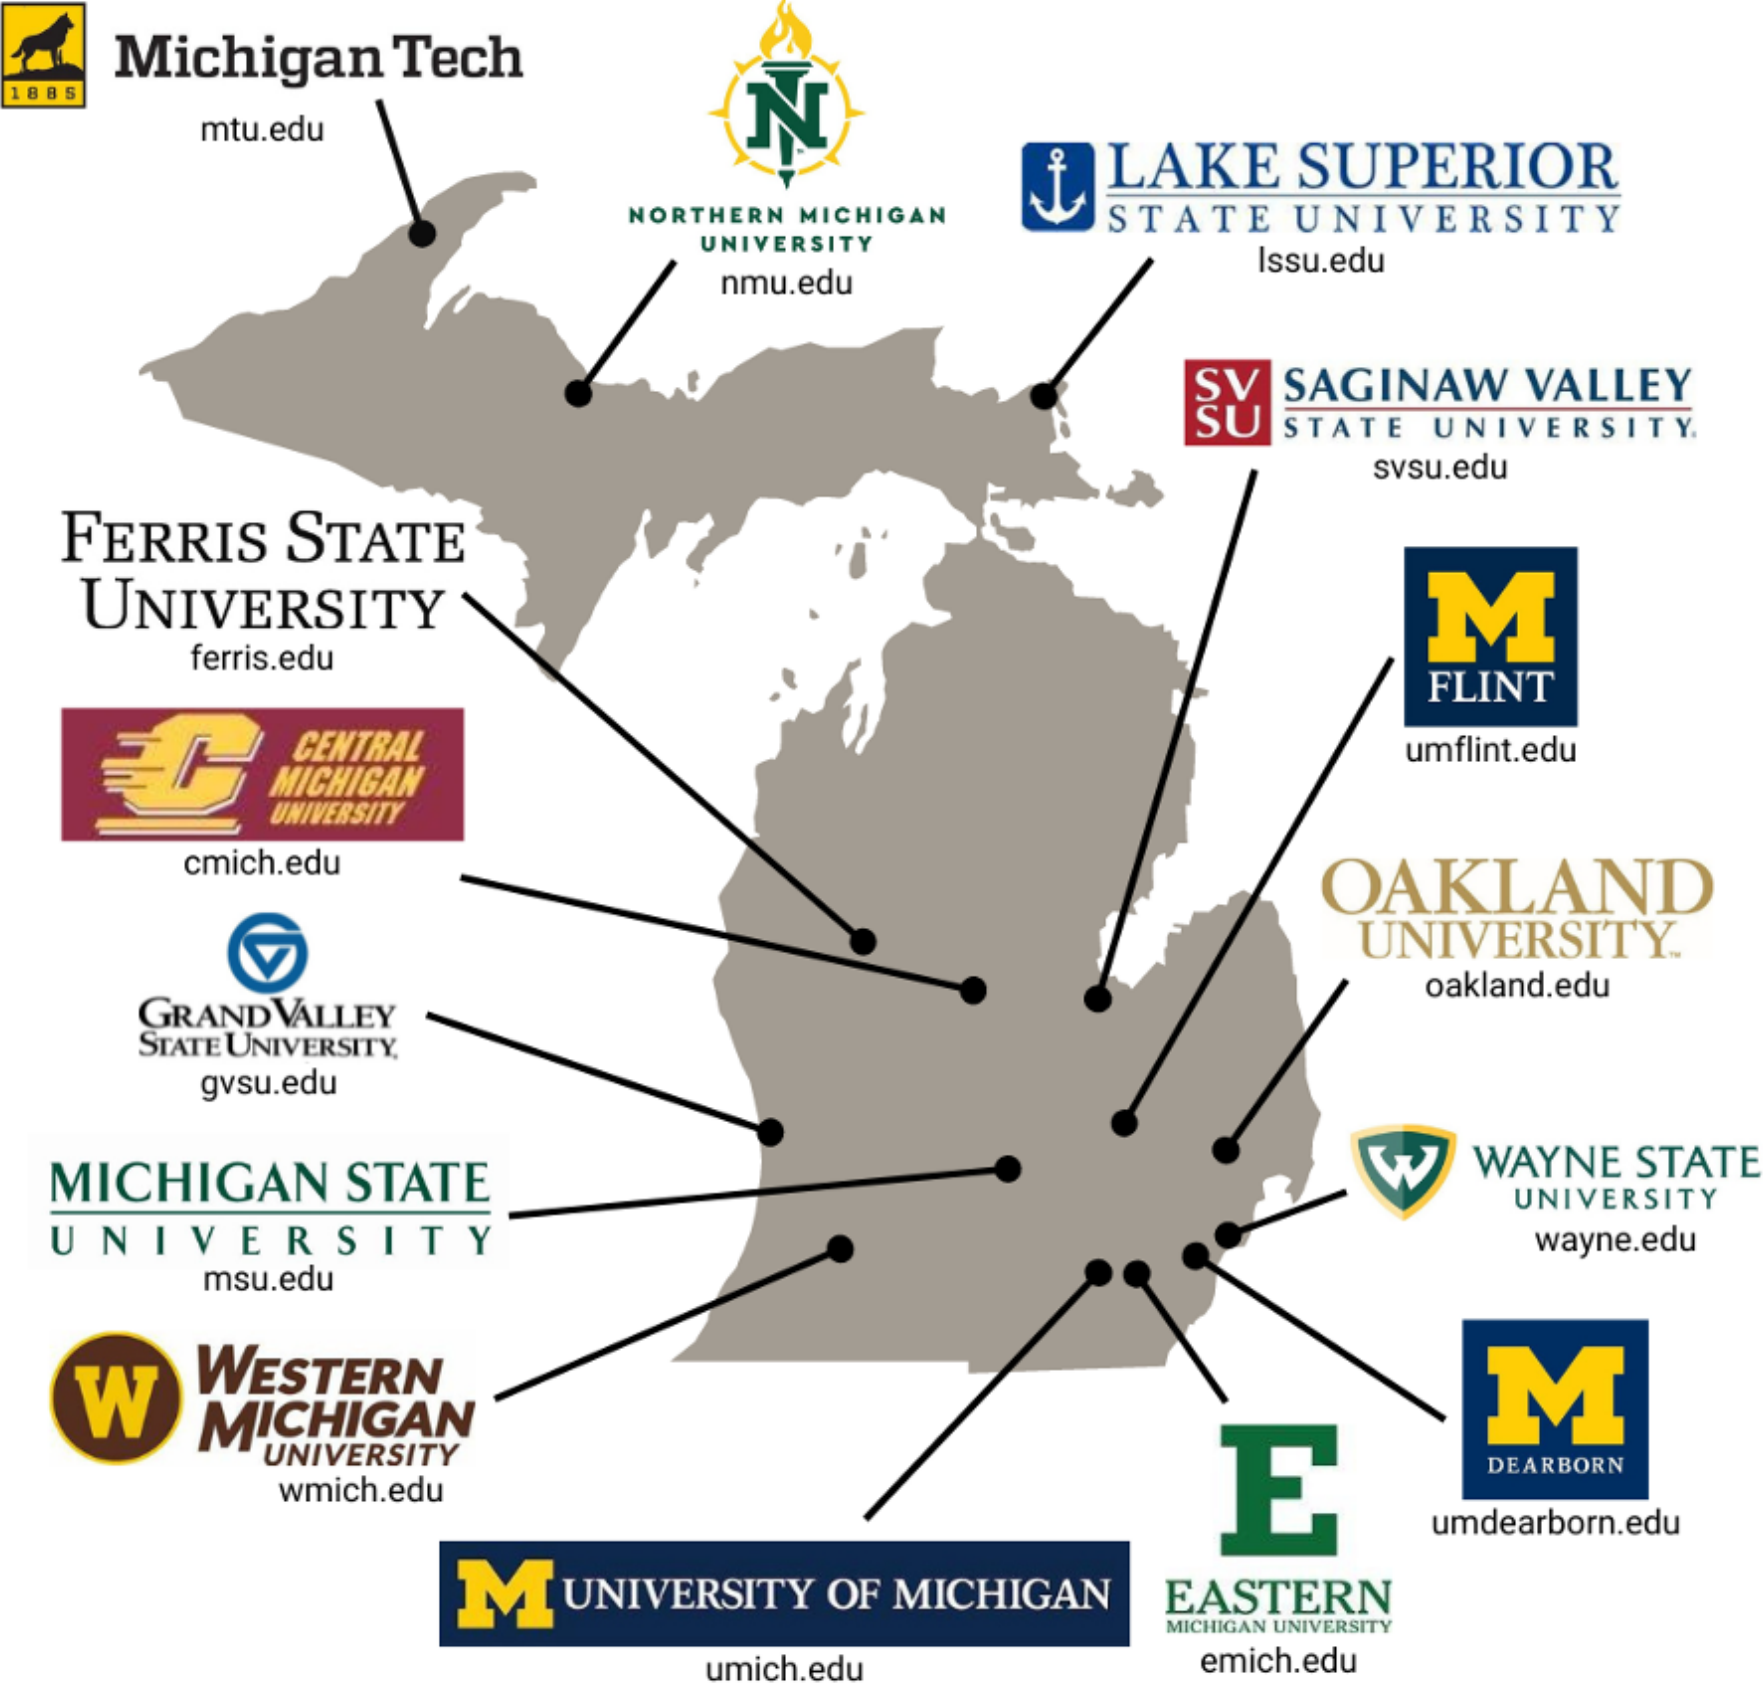 Michigan Tech
1885
mtu.edu
N
NORTHERN MICHIGAN
UNIVERSITY
nmu.edu
LAKE SUPERIOR
STATE UNIVERSITY
lssu.edu
SV
SU
SAGINAW VALLEY
STATE UNIVERSITY.
svsu.edu
FERRIS STATE
UNIVERSITY
ferris.edu
M
FLINT
umflint.edu
C
CENTRAL
MICHIGAN
UNIVERSITY
cmich.edu
OAKLAND
UNIVERSITY™
oakland.edu
GRANDVALLEY
STATE UNIVERSITY.
gvsu.edu
W
WAYNE STATE
UNIVERSITY
wayne.edu
MICHIGAN STATE
UNIVERSITY
msu.edu
W
WESTERN
MICHIGAN
UNIVERSITY
wmich.edu
M
DEARBORN
umdearborn.edu
M UNIVERSITY OF MICHIGAN
umich.edu
E
EASTERN
MICHIGAN UNIVERSITY
emich.edu